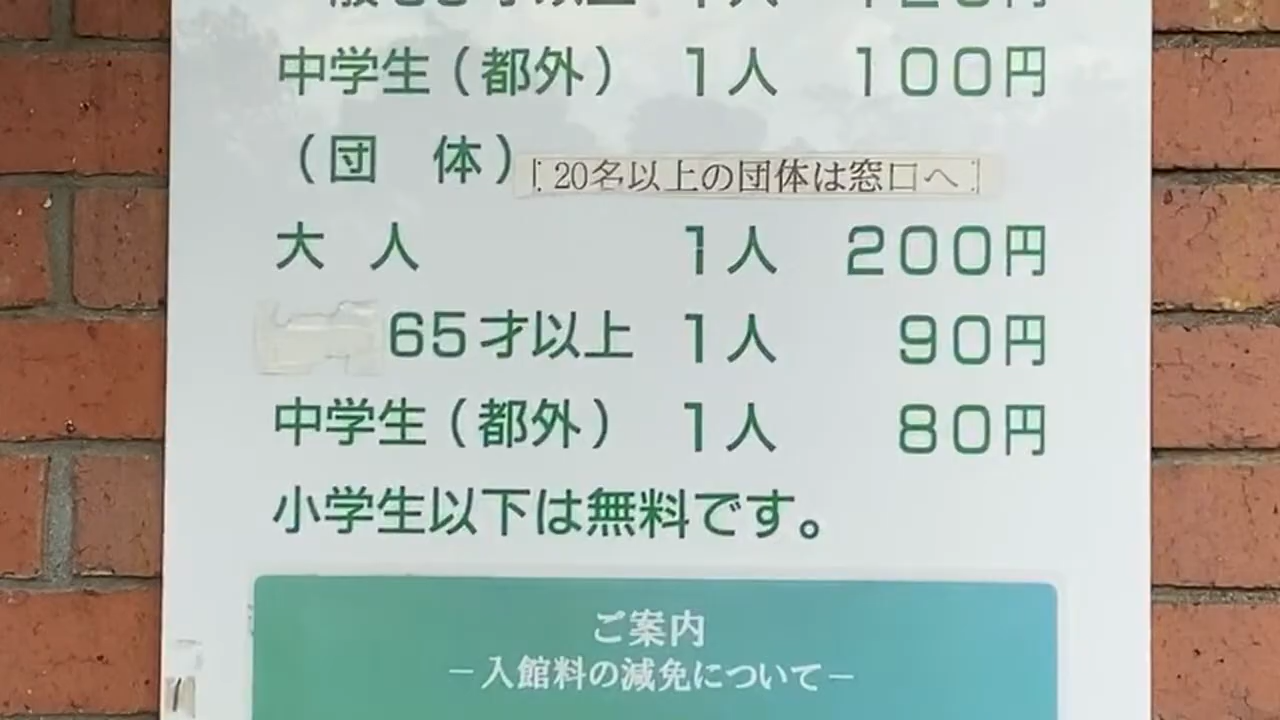 中学生（都外） 1人 100円
（団 体）[20名以上の団体は窓口へ]
大 人 1人 200円
65才以上 1人 90円
中学生（都外） 1人 80円
小学生以下は無料です。
ご案内
－入館料の減免について－